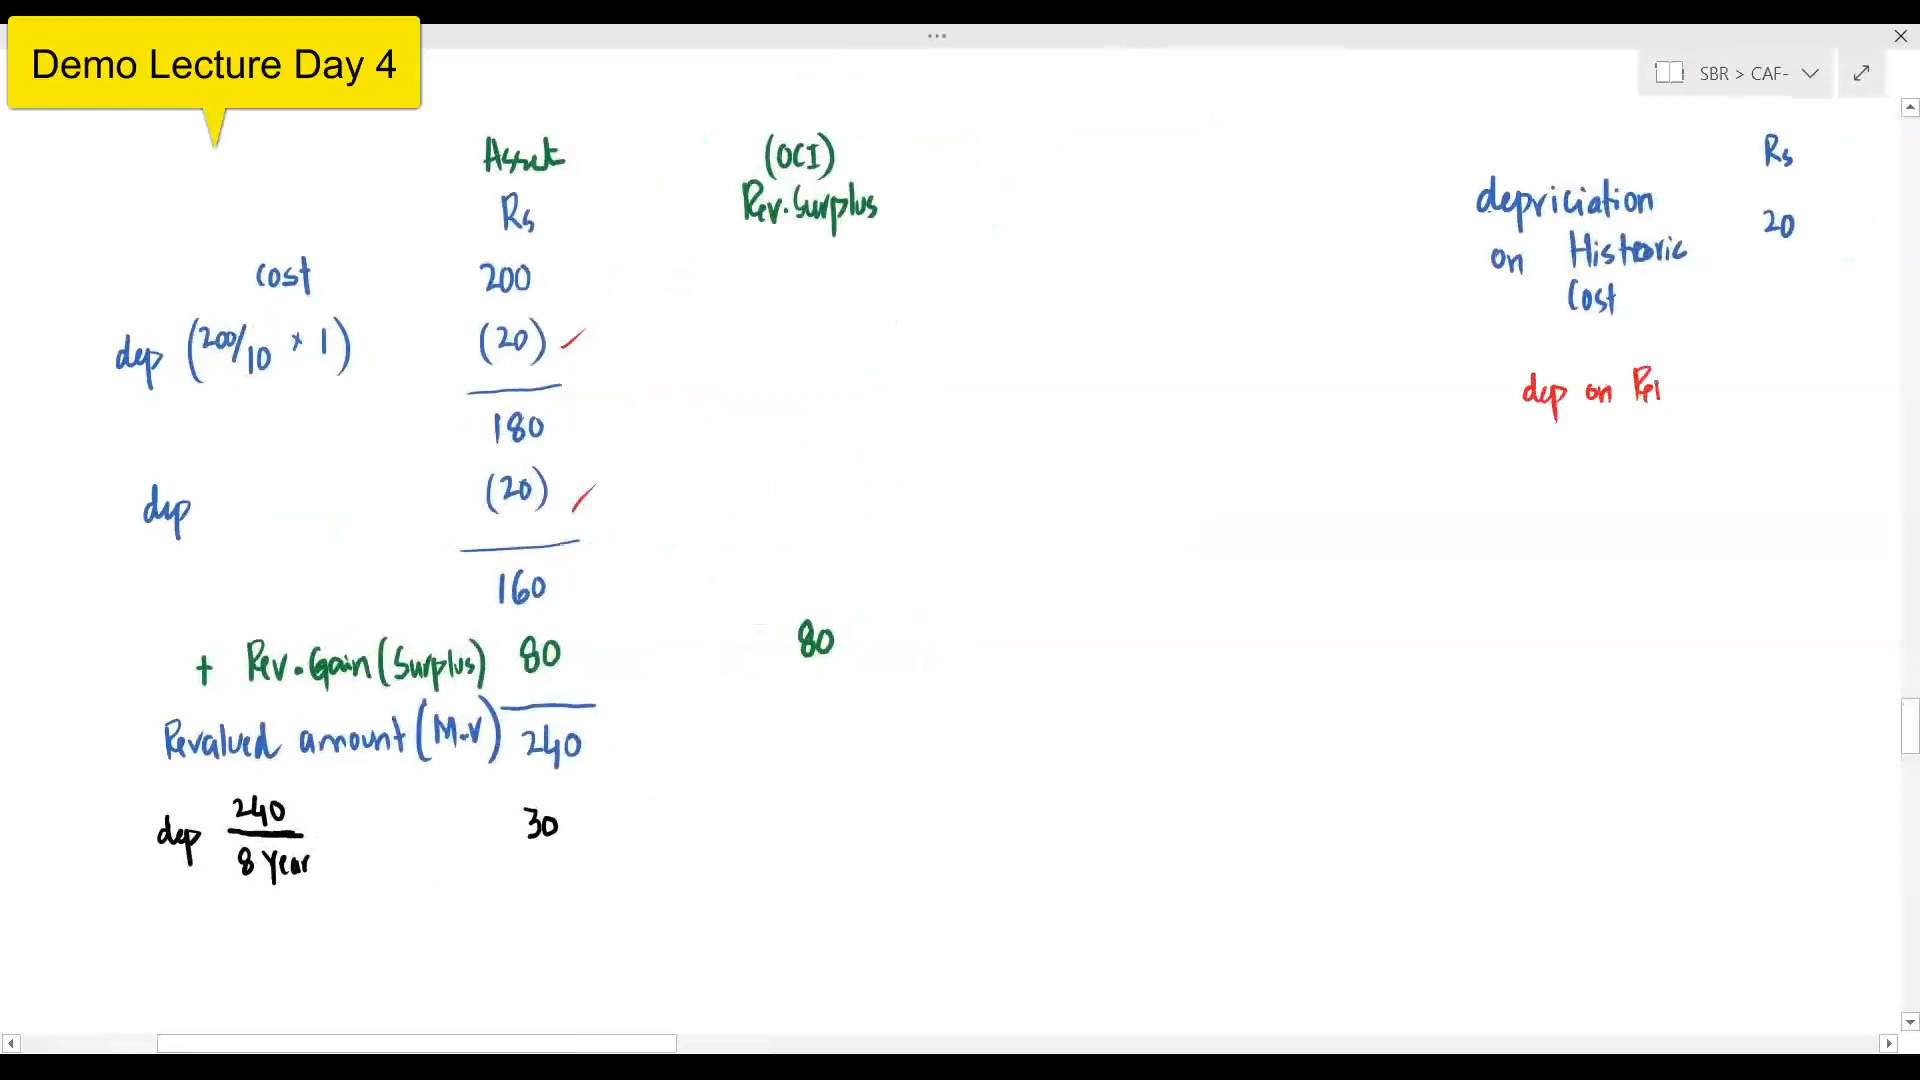 Demo Lecture Day 4
SBR > CAF-
Asset (OCI) Rs
Rs Rev. Surplus depriciation 20
cost 200 on Historic
dep (200/10 × 1) (20) Cost
180 dep on
dep (20)
160
+ Rev. Gain (Surplus) 80 80
Revalued amount (M.V) 240
dep 240 30
8 Year